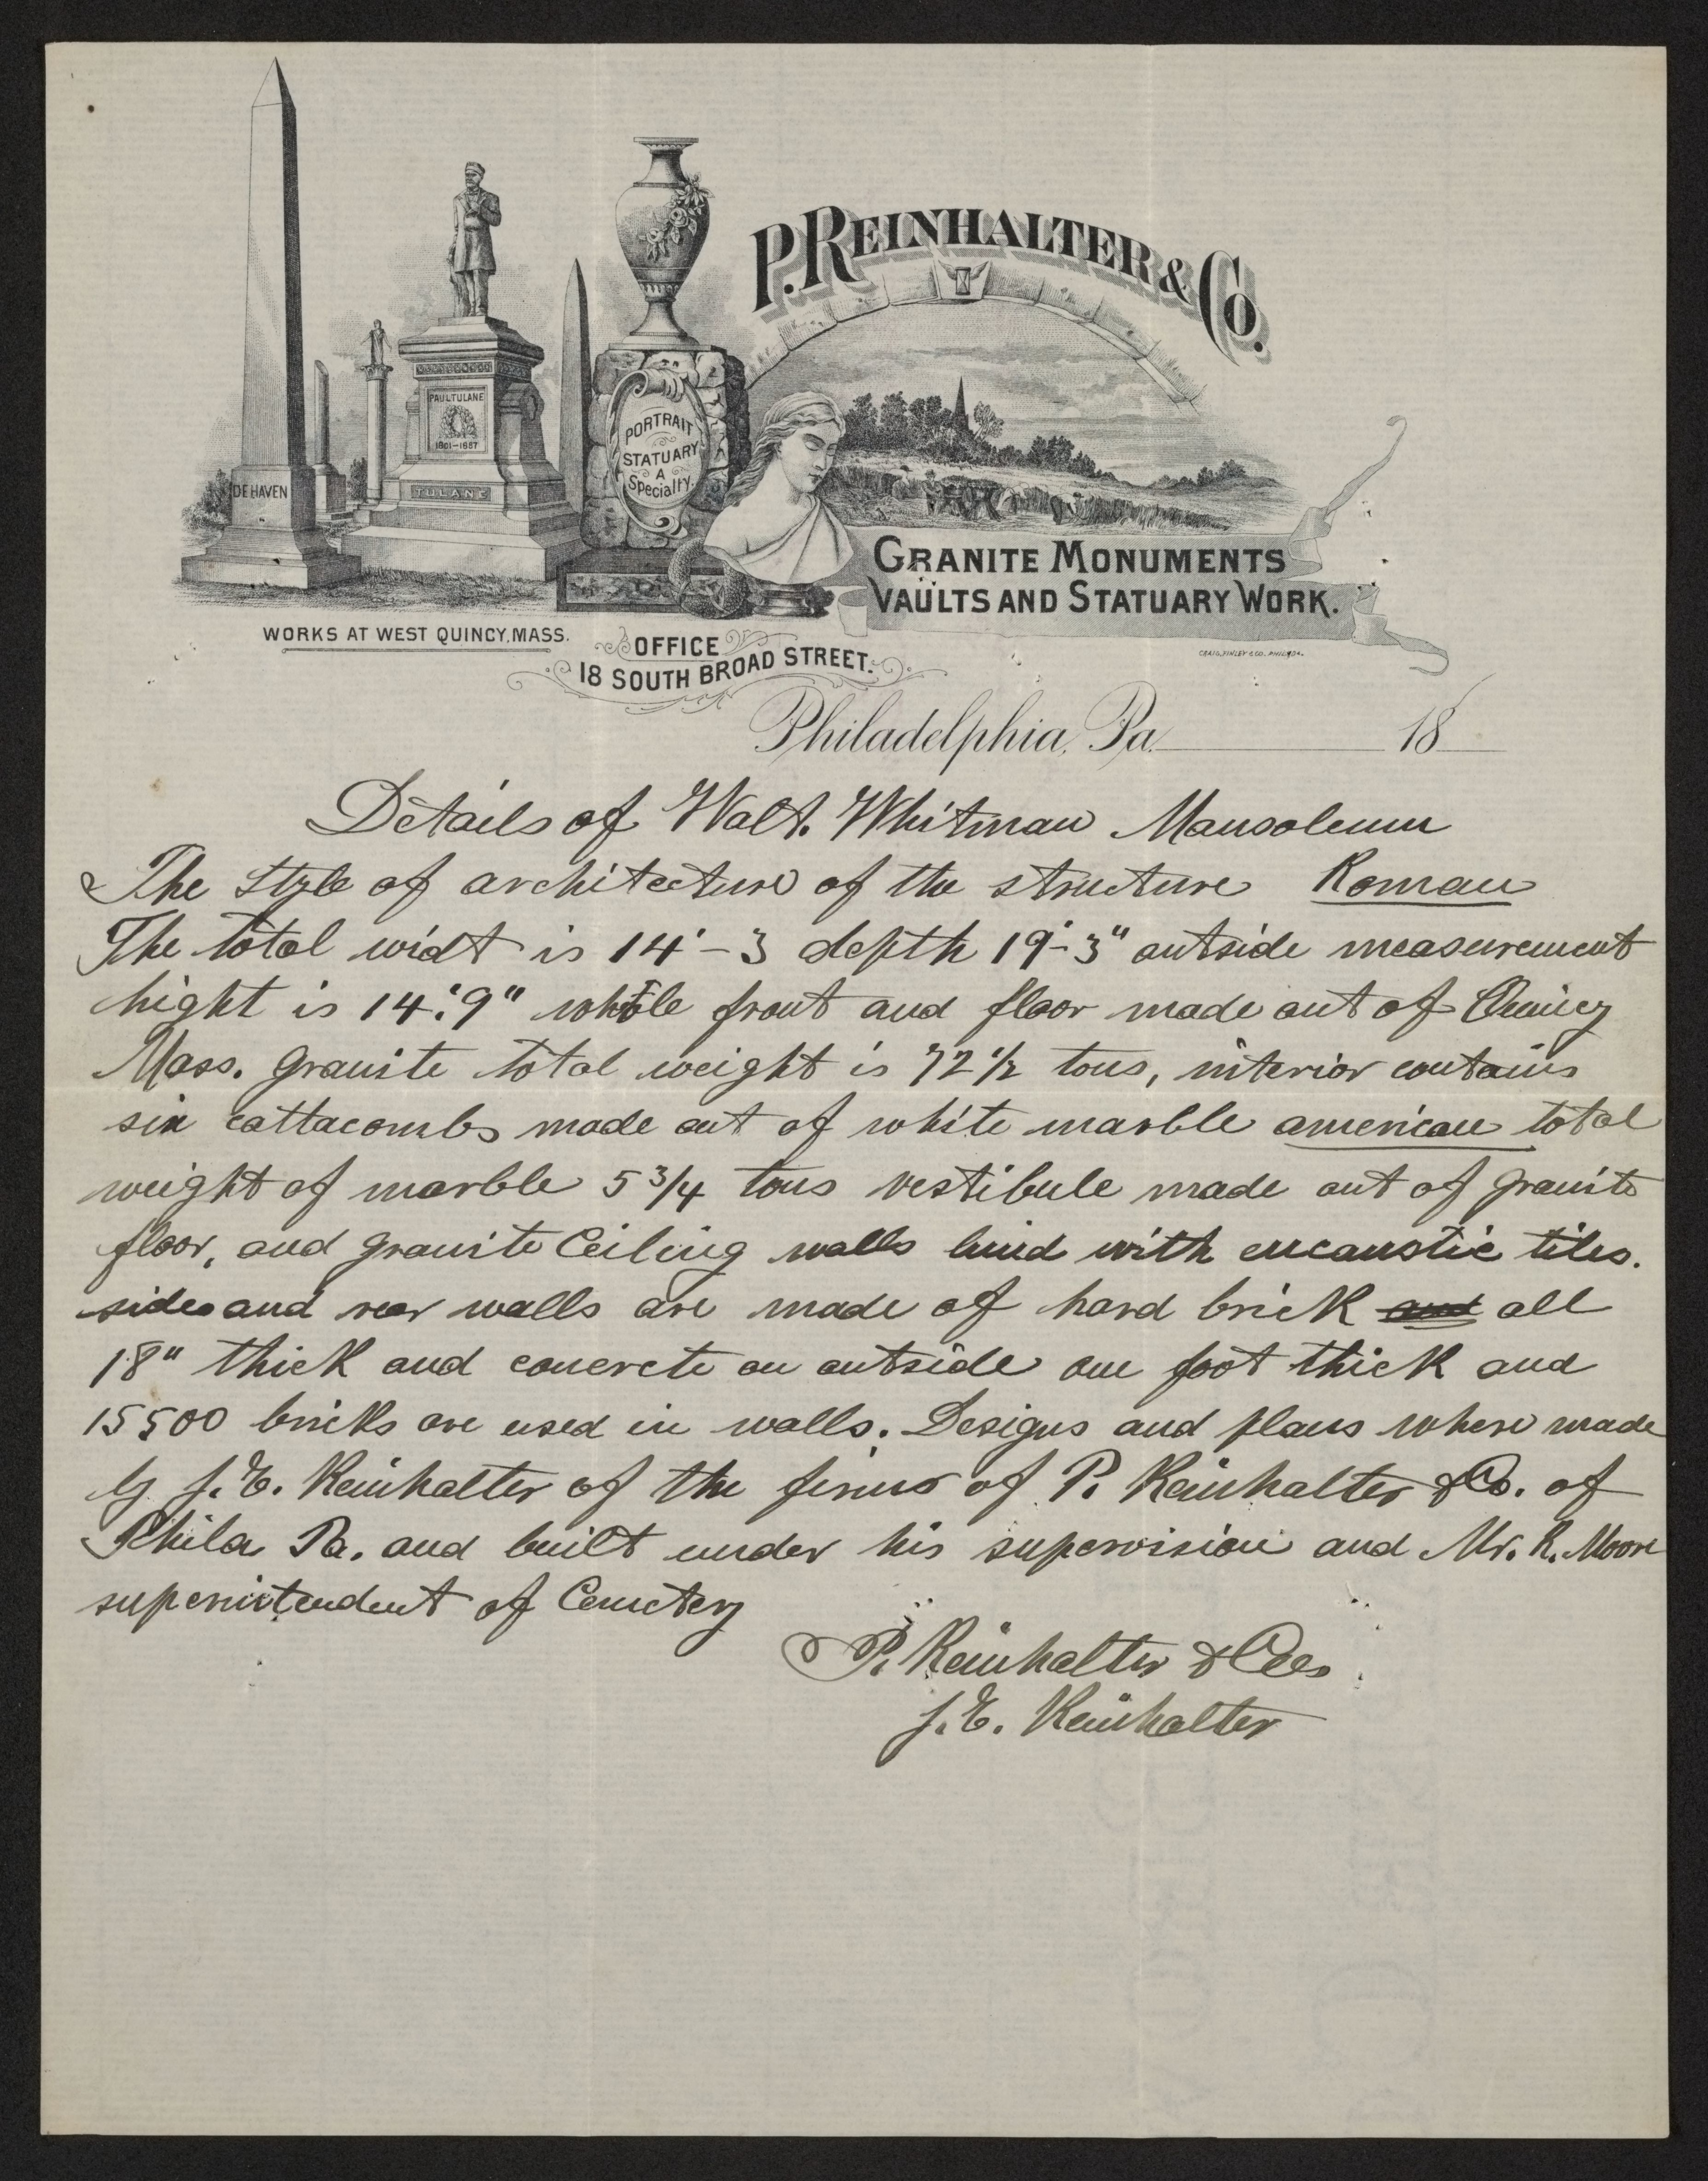 P. REINHALTER & Co.
PAUL TULANE
1801–1887
PORTRAIT
STATUARY
A
Specialty.
DE HAVEN
TULANE
GRANITE MONUMENTS
VAULTS AND STATUARY WORK.
WORKS AT WEST QUINCY, MASS.
OFFICE
18 SOUTH BROAD STREET.
CRAIG, FINLEY & CO. PHILADA.
Philadelphia, Pa. 18
Details of Walt. Whitman Mausoleum
The Style of architecture of the structure Roman
The total widt is 14'-3 depth 19'-3" outside measurement
hight is 14'.9" whole front and floor made out of Quincy
Mass. granite total weight is 72 1/2 tons, interior contains
six cattacombs made out of white marble american total
weight of marble 5 3/4 tons vestibule made out of granite
floor, and granite Ceiling walls lined with encaustic tiles.
sides and rear walls are made of hard brick and all
18" thick and concrete on outside one foot thick and
15500 bricks are used in walls. Designs and plans where made
by J. E. Reinhalter of the firm of P. Reinhalter & Co. of
Phila Pa. and built under his supervision and Mr. R. Moore
superintendent of Cemetery
P. Reinhalter &
J. E. Reinhalter